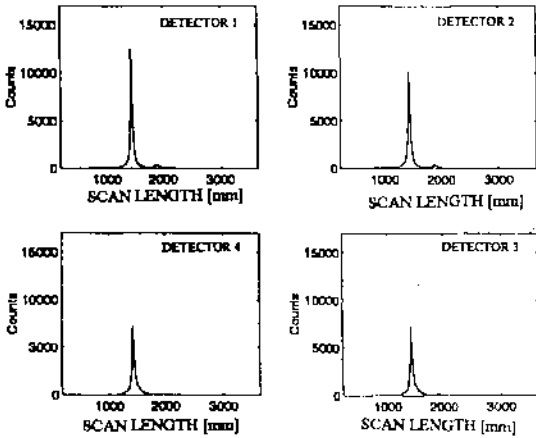 DETECTOR 1
15000
10000
5000
0
Counts
1000 2000 3000
SCAN LENGTH [mm]
DETECTOR 2
15000
10000
5000
0
Counts
1000 2000 3000
SCAN LENGTH [mm]
DETECTOR 4
15000
10000
5000
0
Counts
1000 2000 3000
SCAN LENGTH [mm]
DETECTOR 3
15000
10000
5000
0
Counts
1000 2000 3000
SCAN LENGTH [mm]